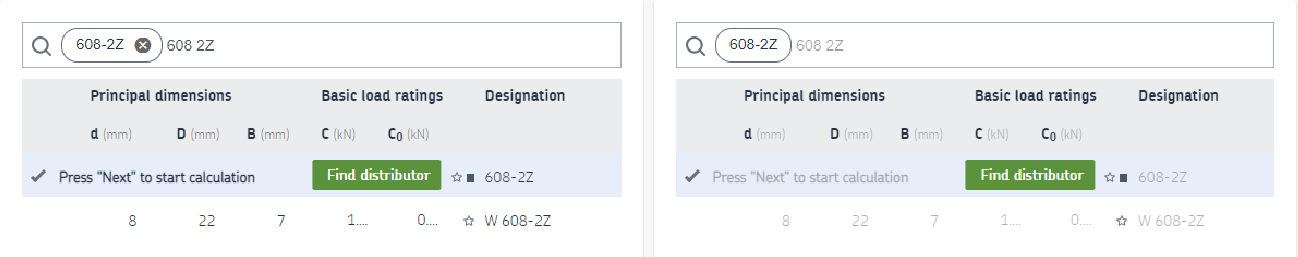 608-2Z 608 2Z
Principal dimensions Basic load ratings Designation
d (mm) D (mm) B (mm) C (kN) C₀ (kN)
Press "Next" to start calculation Find distributor 608-2Z
8 22 7 1.... 0.... W 608-2Z
608-2Z 608 2Z
Principal dimensions Basic load ratings Designation
d (mm) D (mm) B (mm) C (kN) C₀ (kN)
Press "Next" to start calculation Find distributor 608-2Z
8 22 7 1.... 0.... W 608-2Z